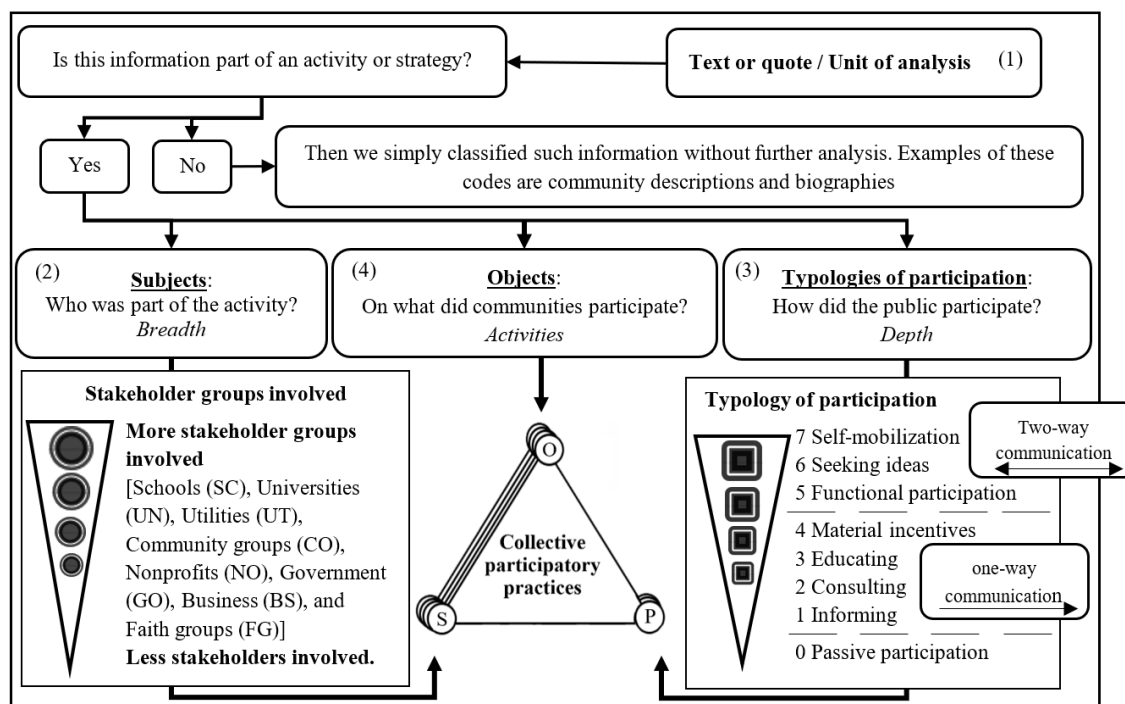 Is this information part of an activity or strategy?
Text or quote / Unit of analysis
(1)
Yes
No
Then we simply classified such information without further analysis. Examples of these
codes are community descriptions and biographies
(2)
Subjects:
Who was part of the activity?
Breadth
(4)
Objects:
On what did communities participate?
Activities
(3)
Typologies of participation:
How did the public participate?
Depth
Stakeholder groups involved
More stakeholder groups
involved
[Schools (SC), Universities
(UN), Utilities (UT),
Community groups (CO),
Nonprofits (NO), Government
(GO), Business (BS), and
Faith groups (FG)]
Less stakeholders involved.
O
Collective
participatory
practices
S
P
Typology of participation
7 Self-mobilization
6 Seeking ideas
5 Functional participation
4 Material incentives
3 Educating
2 Consulting
1 Informing
0 Passive participation
Two-way
communication
one-way
communication